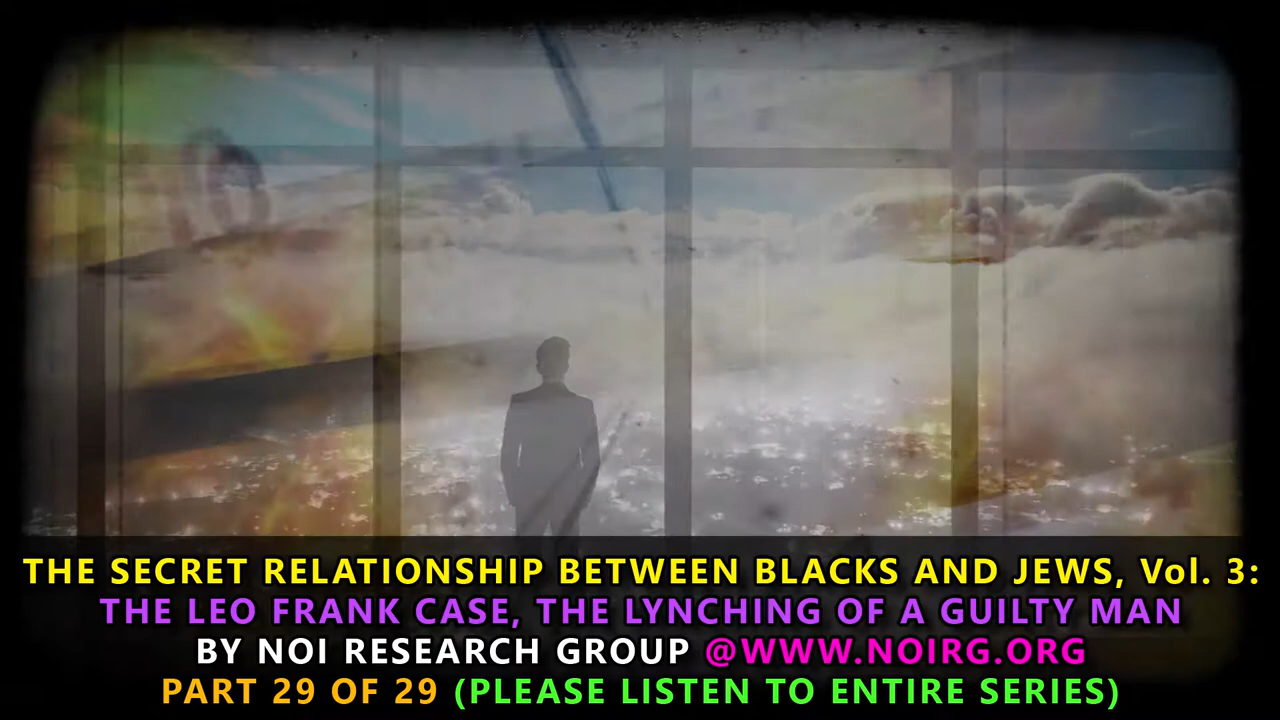 THE SECRET RELATIONSHIP BETWEEN BLACKS AND JEWS, Vol. 3:
THE LEO FRANK CASE, THE LYNCHING OF A GUILTY MAN
BY NOI RESEARCH GROUP @WWW.NOIRG.ORG
PART 29 OF 29 (PLEASE LISTEN TO ENTIRE SERIES)